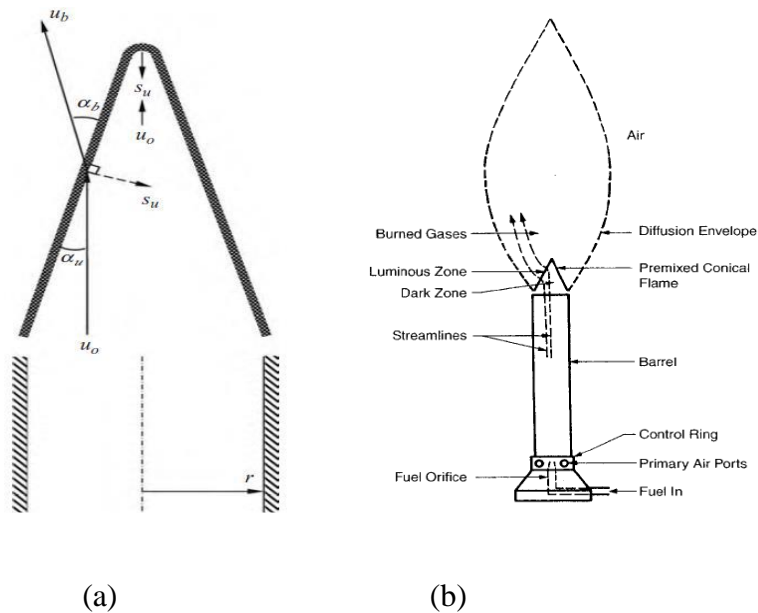 u_b
α_b
s_u
u_o
s_u
α_u
u_o
r
(a)
Air
Burned Gases
Diffusion Envelope
Luminous Zone
Premixed Conical
Flame
Dark Zone
Streamlines
Barrel
Control Ring
Primary Air Ports
Fuel Orifice
Fuel In
(b)